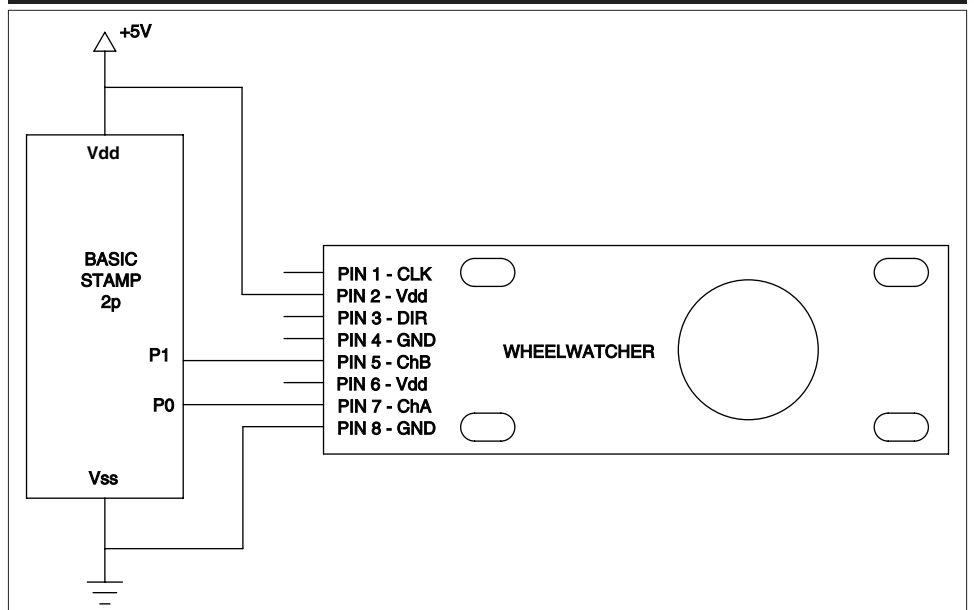 +5V
Vdd
BASIC
STAMP
2p
P1
P0
Vss
PIN 1 - CLK
PIN 2 - Vdd
PIN 3 - DIR
PIN 4 - GND
PIN 5 - ChB
PIN 6 - Vdd
PIN 7 - ChA
PIN 8 - GND
WHEELWATCHER